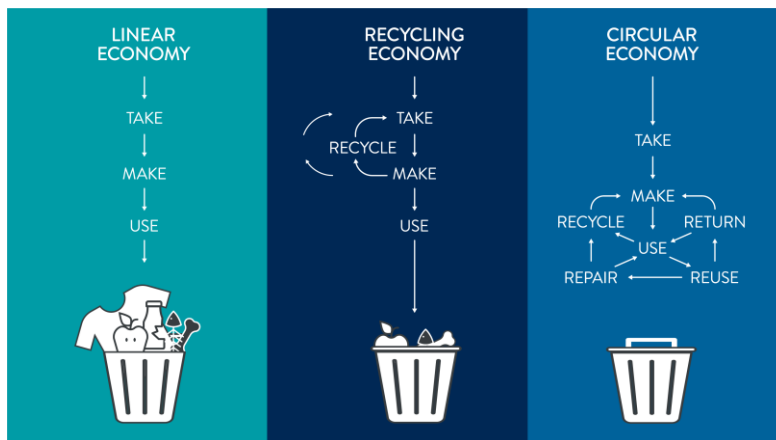 LINEAR
ECONOMY
TAKE
MAKE
USE
RECYCLING
ECONOMY
TAKE
RECYCLE
MAKE
USE
CIRCULAR
ECONOMY
TAKE
MAKE
RECYCLE
RETURN
USE
REPAIR
REUSE